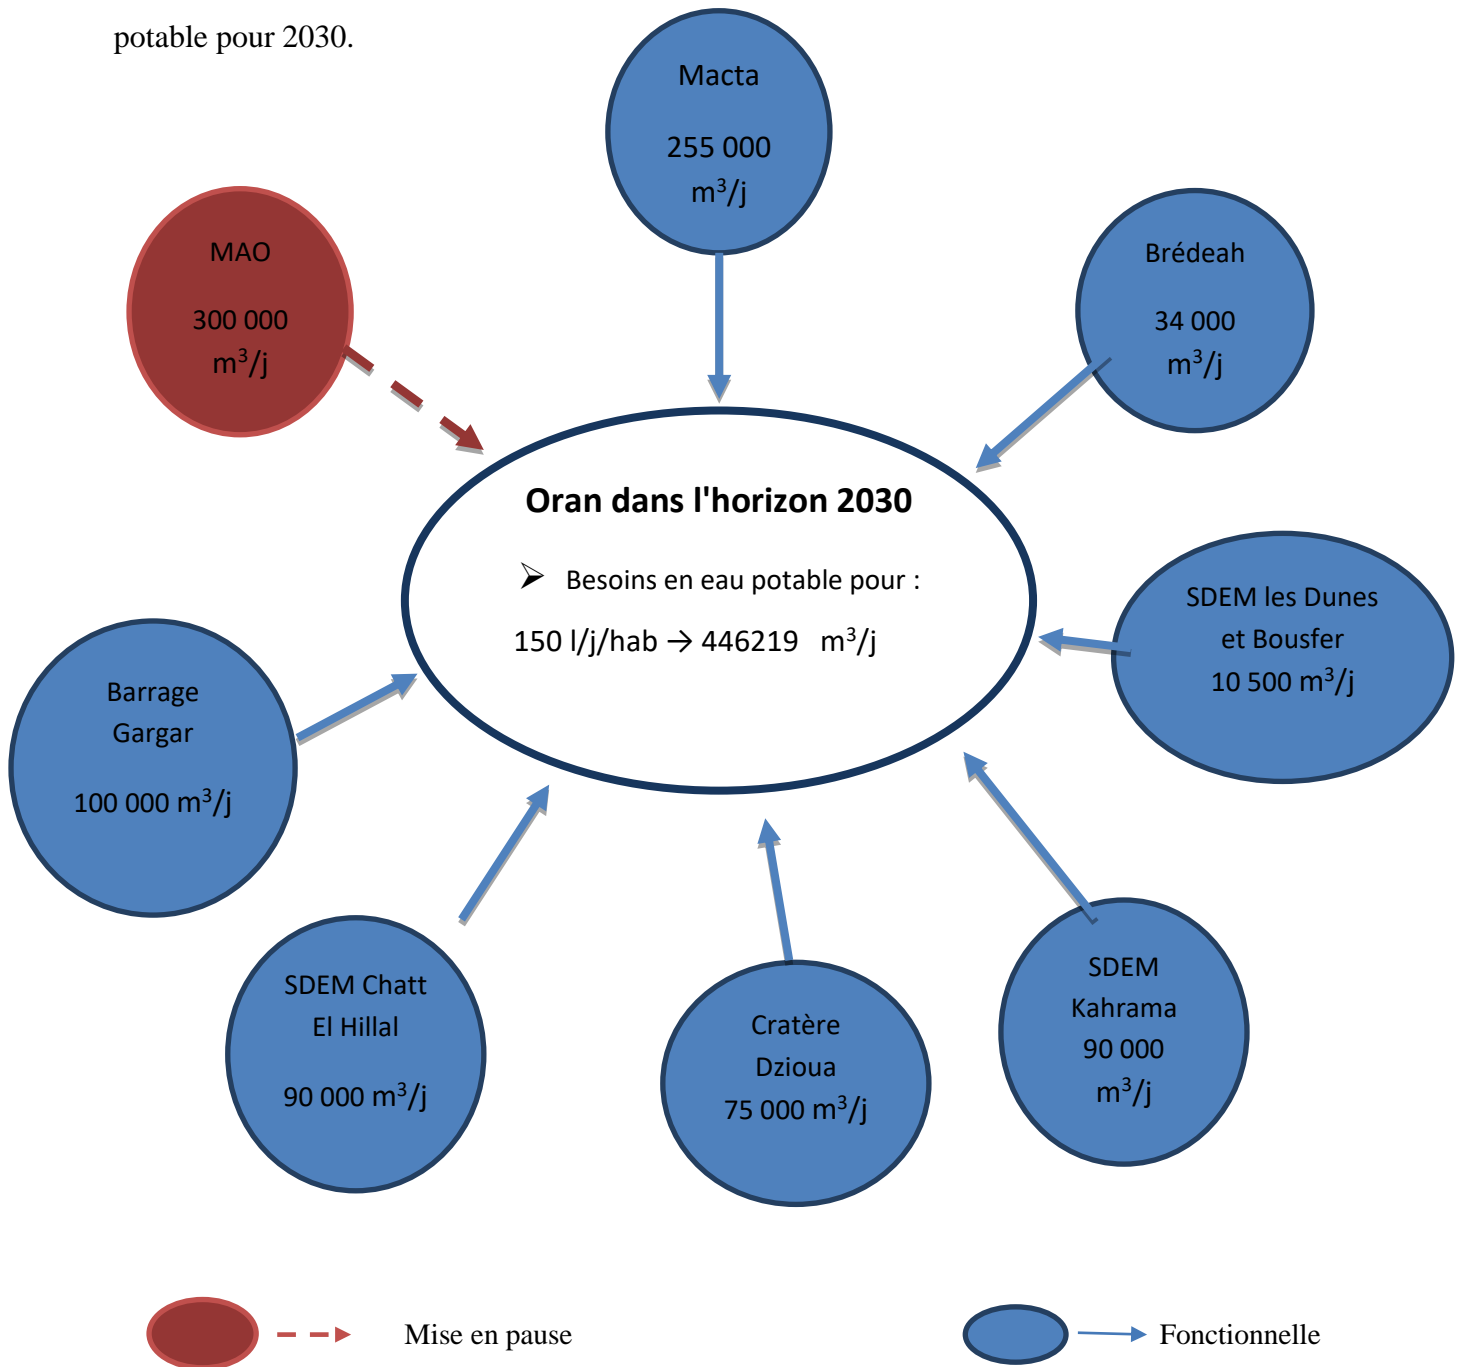 potable pour 2030.
Macta
255 000
m³/j
MAO
300 000
m³/j
Brédeah
34 000
m³/j
Oran dans l'horizon 2030
➢ Besoins en eau potable pour :
150 l/j/hab → 446219 m³/j
SDEM les Dunes
et Bousfer
10 500 m³/j
Barrage
Gargar
100 000 m³/j
SDEM Chatt
El Hillal
90 000 m³/j
Cratère
Dzioua
75 000 m³/j
SDEM
Kahrama
90 000
m³/j
Mise en pause
Fonctionnelle